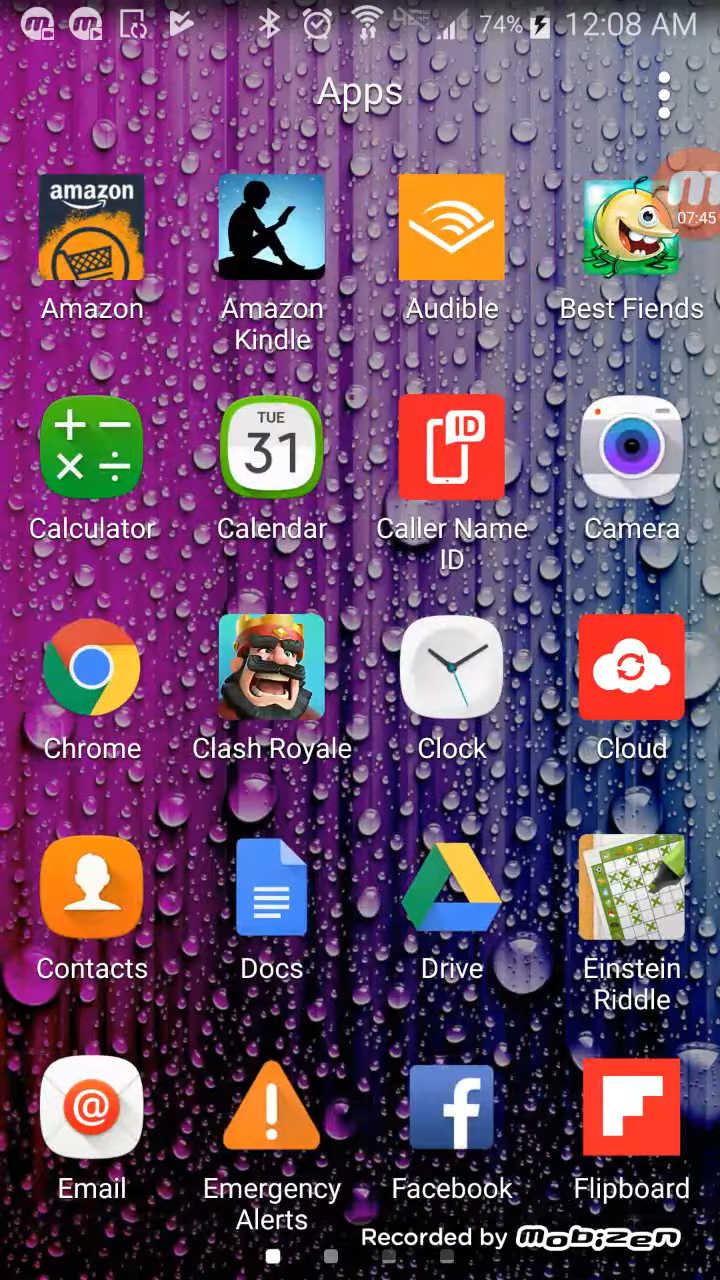 74% 12:08 AM
Apps
amazon
07:45
Amazon
Amazon
Kindle
Audible
Best Fiends
TUE
31
ID
Calculator
Calendar
Caller Name
ID
Camera
Chrome
Clash Royale
Clock
Cloud
Contacts
Docs
Drive
Einstein
Riddle
@
f
Email
Emergency
Alerts
Facebook
Flipboard
Recorded by mobizen